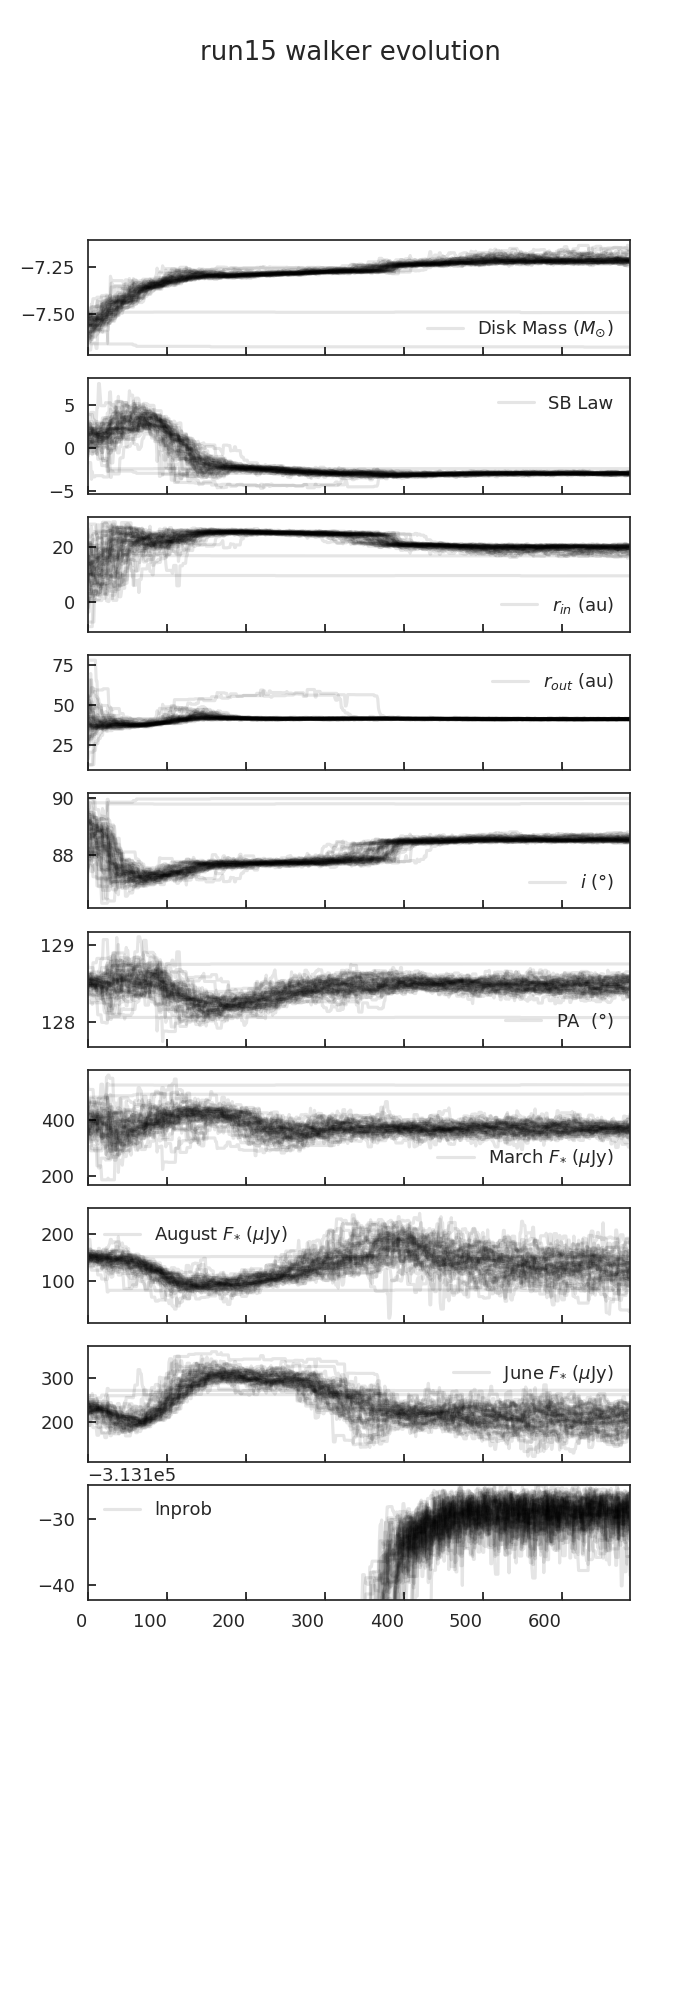 run15 walker evolution
−7.25
−7.50
Disk Mass (M☉)
5
0
−5
SB Law
20
0
r_in (au)
75
50
25
r_out (au)
90
88
i (°)
129
128
PA (°)
400
200
March F* (μJy)
200
100
August F* (μJy)
300
200
June F* (μJy)
−3.131e5
−30
−40
lnprob
0 100 200 300 400 500 600